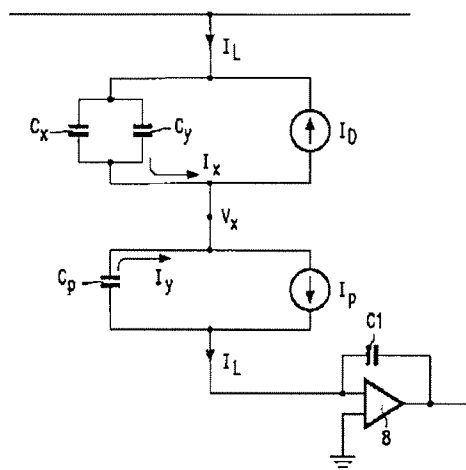 I_L
C_x
C_y
I_D
I_x
V_x
C_p
I_y
I_p
I_L
C1
8